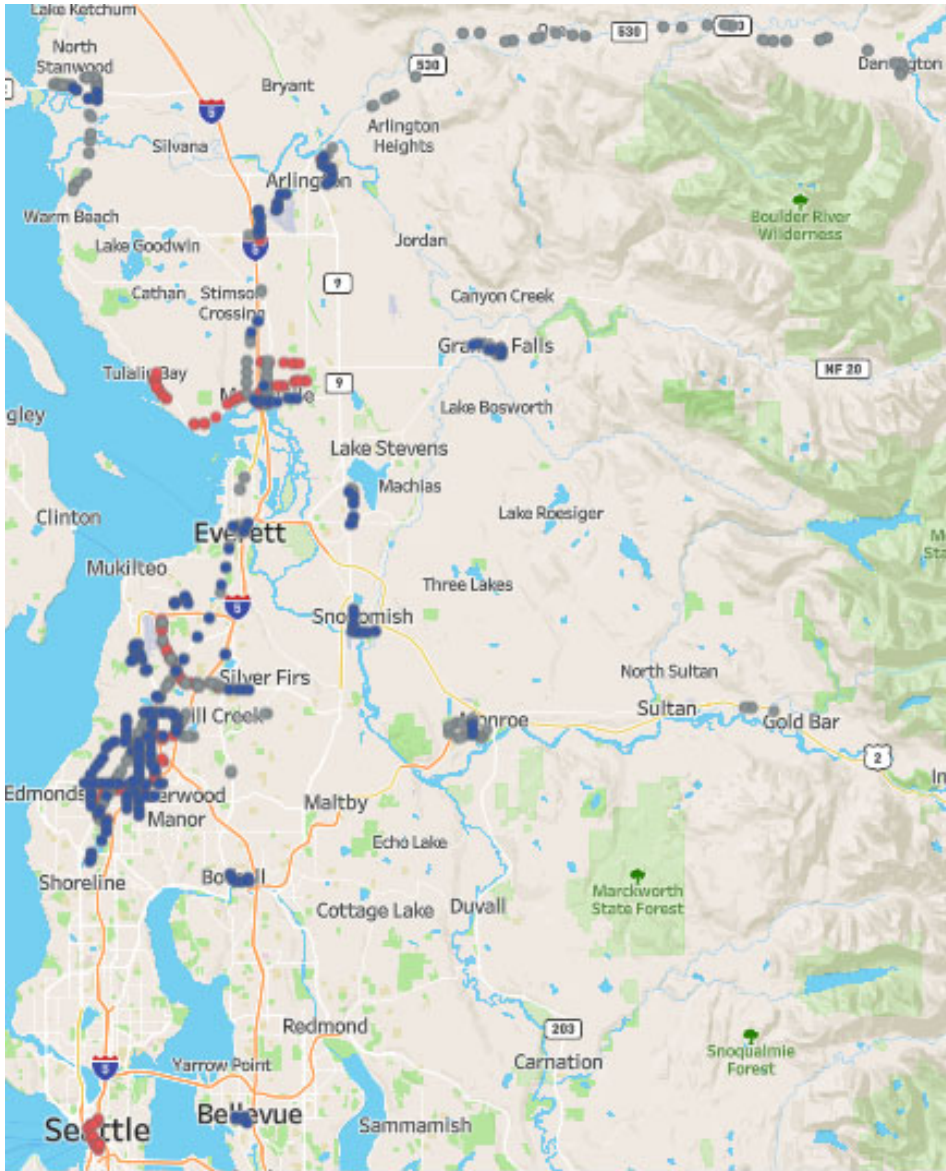 Lake Ketchum
North
Stanwood
530
530
Darrington
Bryant
5
Arlington
Heights
Silvana
Arlington
Boulder River
Wilderness
Warm Beach
Lake Goodwin
5
Jordan
9
Cathan
Stimson
Crossing
Canyon Creek
Granite Falls
NF 20
Tulalip Bay
9
gley
Lake Bosworth
Lake Stevens
Machias
Clinton
Lake Roesiger
Everett
Mukilteo
Three Lakes
5
Snohomish
North Sultan
Silver Firs
Sultan
Gold Bar
ill Creek
Monroe
2
In
Edmonds
erwood
Manor
Maltby
Echo Lake
Shoreline
Bothell
Marckworth
State Forest
Cottage Lake
Duvall
Redmond
203
5
Yarrow Point
Carnation
Snoqualmie
Forest
Bellevue
Seattle
Sammamish